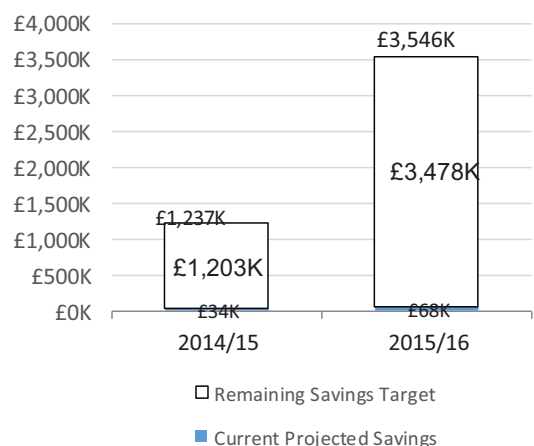 £4,000K
£3,500K
£3,000K
£2,500K
£2,000K
£1,500K
£1,000K
£500K
£0K
£3,546K
£3,478K
£1,237K
£1,203K
£34K
£68K
2014/15
2015/16
Remaining Savings Target
Current Projected Savings